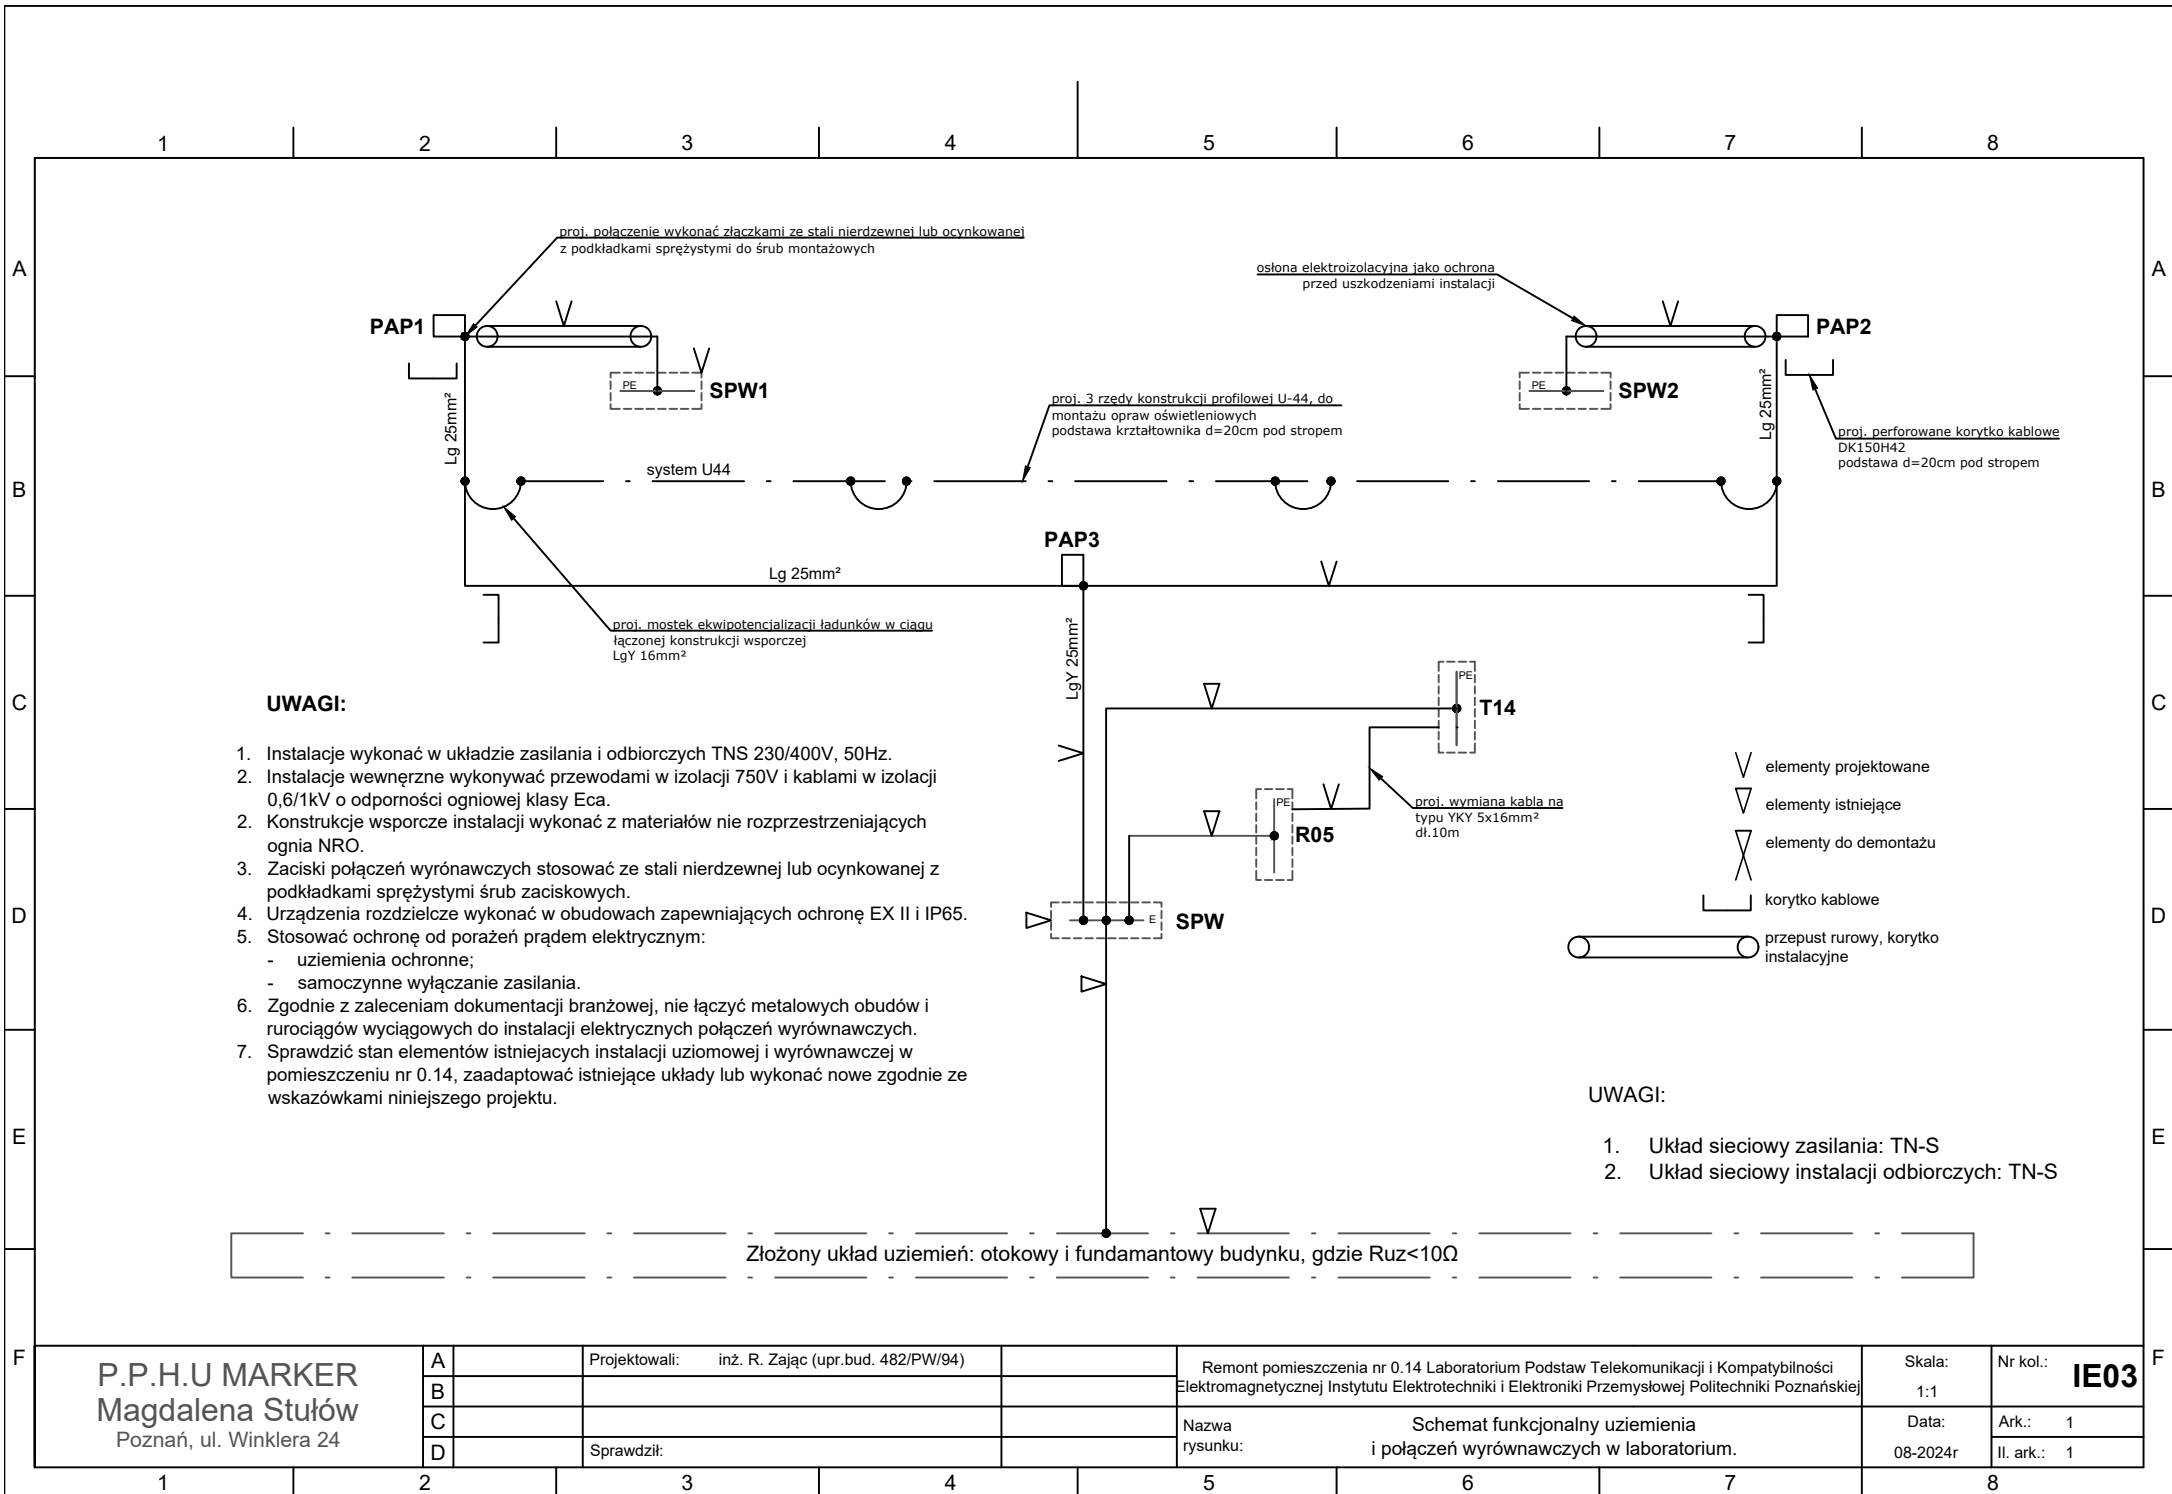 1 2 3 4 5 6 7 8
A
B
C
D
E
F
A
B
C
D
E
F
proj. połączenie wykonać złączkami ze stali nierdzewnej lub ocynkowanej
z podkładkami sprężystymi do śrub montażowych
osłona elektroizolacyjna jako ochrona
przed uszkodzeniami instalacji
PAP1
PAP2
PE
SPW1
PE
SPW2
Lg 25mm²
Lg 25mm²
proj. 3 rzędy konstrukcji profilowej U-44, do
montażu opraw oświetleniowych
podstawa krztałtownika d=20cm pod stropem
proj. perforowane korytko kablowe
DK150H42
podstawa d=20cm pod stropem
system U44
PAP3
Lg 25mm²
proj. mostek ekwipotencjalizacji ładunków w ciągu
łączonej konstrukcji wsporczej
LgY 16mm²
LgY 25mm²
PE
T14
PE
R05
proj. wymiana kabla na
typu YKY 5x16mm²
dł.10m
E
SPW
UWAGI:
1. Instalacje wykonać w układzie zasilania i odbiorczych TNS 230/400V, 50Hz.
2. Instalacje wewnęrzne wykonywać przewodami w izolacji 750V i kablami w izolacji
0,6/1kV o odporności ogniowej klasy Eca.
2. Konstrukcje wsporcze instalacji wykonać z materiałów nie rozprzestrzeniających
ognia NRO.
3. Zaciski połączeń wyrónawczych stosować ze stali nierdzewnej lub ocynkowanej z
podkładkami sprężystymi śrub zaciskowych.
4. Urządzenia rozdzielcze wykonać w obudowach zapewniających ochronę EX II i IP65.
5. Stosować ochronę od porażeń prądem elektrycznym:
- uziemienia ochronne;
- samoczynne wyłączanie zasilania.
6. Zgodnie z zaleceniam dokumentacji branżowej, nie łączyć metalowych obudów i
rurociągów wyciągowych do instalacji elektrycznych połączeń wyrównawczych.
7. Sprawdzić stan elementów istniejacych instalacji uziomowej i wyrównawczej w
pomieszczeniu nr 0.14, zaadaptować istniejące układy lub wykonać nowe zgodnie ze
wskazówkami niniejszego projektu.
elementy projektowane
elementy istniejące
elementy do demontażu
korytko kablowe
przepust rurowy, korytko
instalacyjne
UWAGI:
1. Układ sieciowy zasilania: TN-S
2. Układ sieciowy instalacji odbiorczych: TN-S
Złożony układ uziemień: otokowy i fundamantowy budynku, gdzie Ruz<10Ω
P.P.H.U MARKER
Magdalena Stułów
Poznań, ul. Winklera 24
A
B
C
D
Projektowali: inż. R. Zając (upr.bud. 482/PW/94)
Sprawdził:
Remont pomieszczenia nr 0.14 Laboratorium Podstaw Telekomunikacji i Kompatybilności
Elektromagnetycznej Instytutu Elektrotechniki i Elektroniki Przemysłowej Politechniki Poznańskiej
Nazwa
rysunku:
Schemat funkcjonalny uziemienia
i połączeń wyrównawczych w laboratorium.
Skala:
1:1
Data:
08-2024r
Nr kol.: IE03
Ark.: 1
Il. ark.: 1
1 2 3 4 5 6 7 8